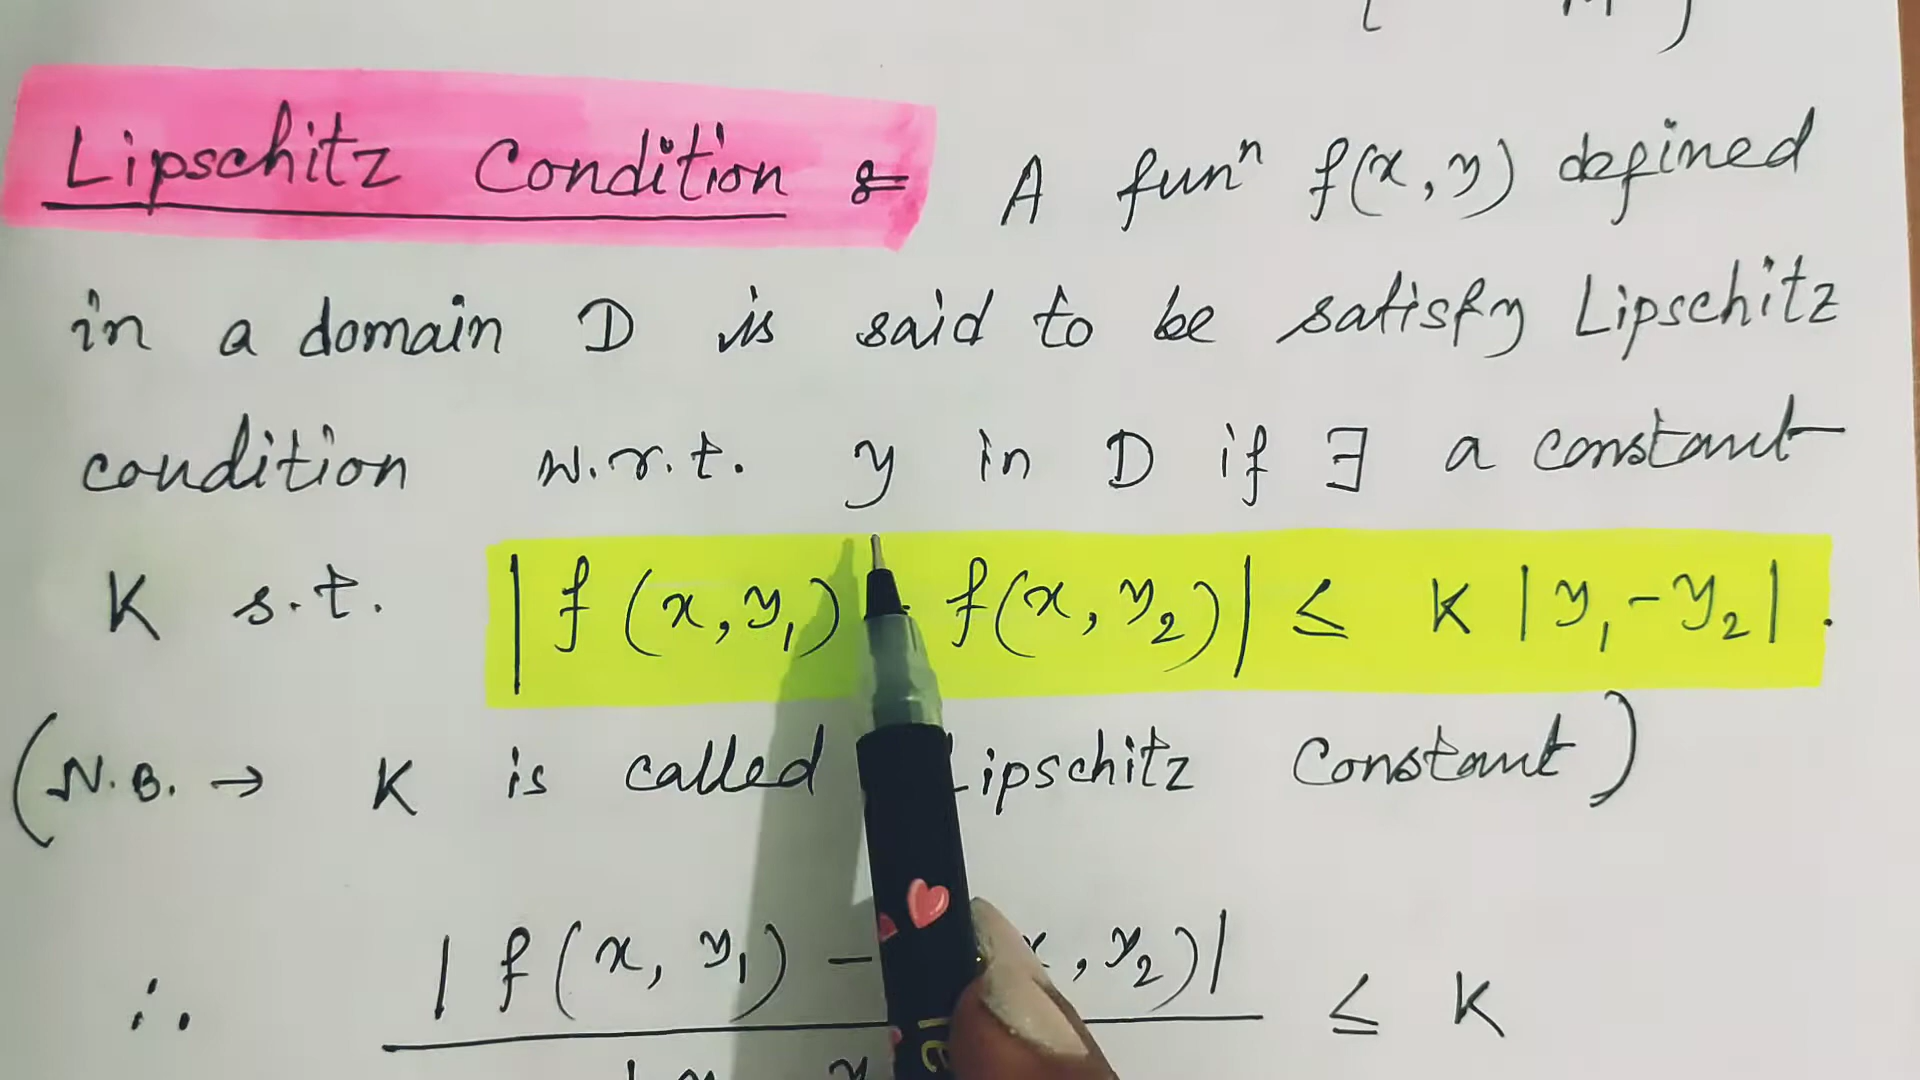 Lipschitz Condition :- A funⁿ f(x, y) defined
in a domain D is said to be satisfy Lipschitz
condition w.r.t. y in D if ∃ a constant
K s.t. |f(x, y₁) - f(x, y₂)| ≤ K |y₁ - y₂|.
(N.B. → K is called Lipschitz Constant)
∴ |f(x, y₁) - (x, y₂)| ≤ K